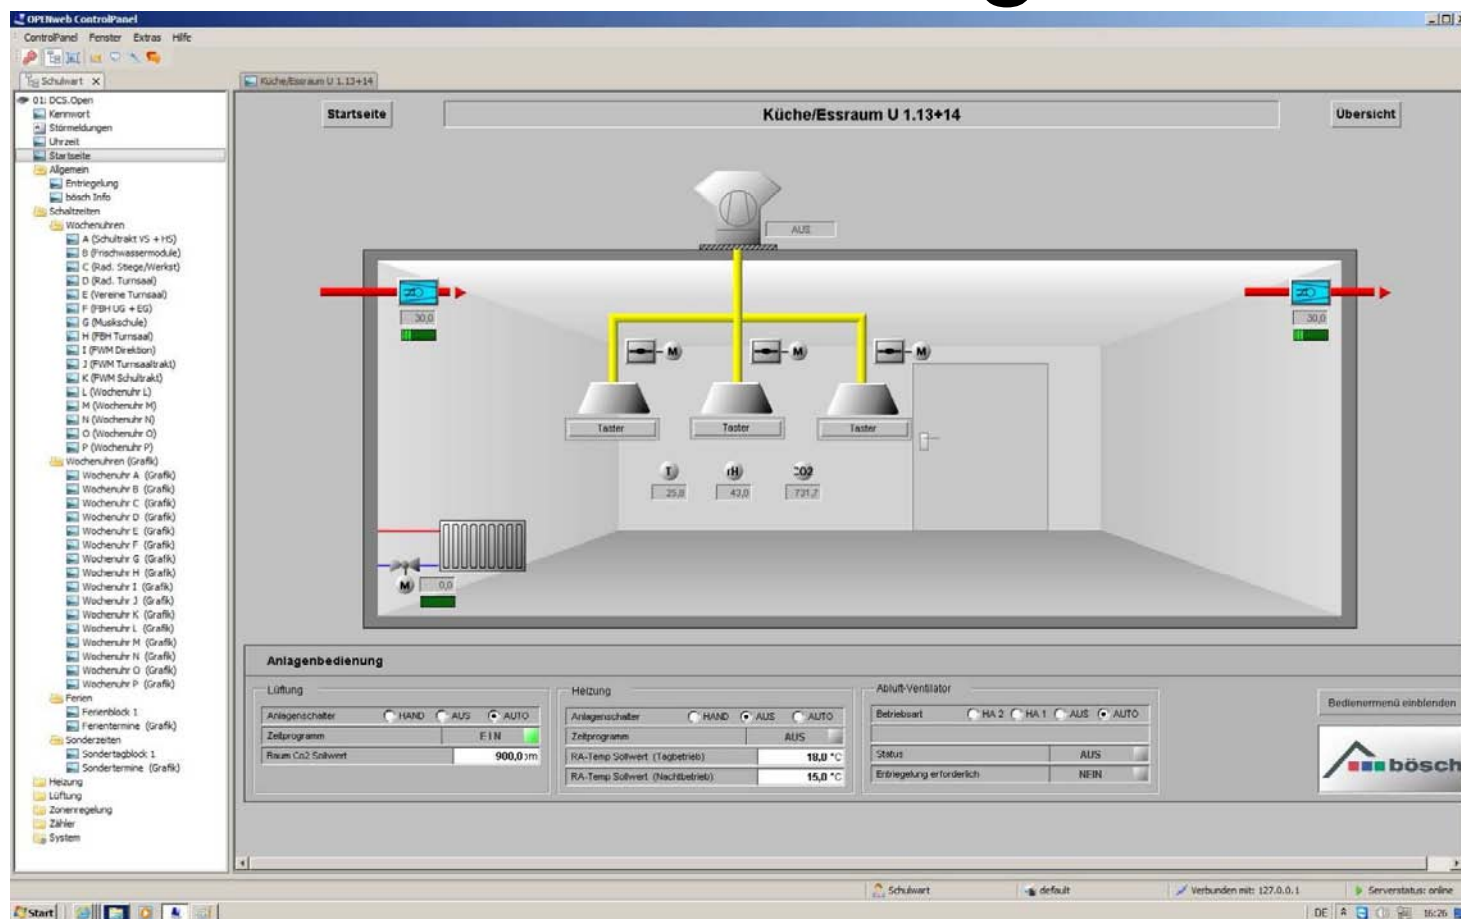 OPENweb ControlPanel
ControlPanel Fenster Extras Hilfe
Schulwart
Küche/Essraum U 1.13+14
01: DCS.Open
Kennwort
Störmeldungen
Uhrzeit
Startseite
Allgemein
Entriegelung
bösch Info
Schaltzeiten
Wochenuhren
A (Schultrakt VS + HS)
B (Frischwassermodule)
C (Rad. Stiege/Werkst)
D (Rad. Turnsaal)
E (Vereine Turnsaal)
F (FBH UG + EG)
G (Musikschule)
H (FBH Turnsaal)
I (FWM Direktion)
J (FWM Turnsaaltrakt)
K (FWM Schultrakt)
L (Wochenuhr L)
M (Wochenuhr M)
N (Wochenuhr N)
O (Wochenuhr O)
P (Wochenuhr P)
Wochenuhren (Grafik)
Wochenuhr A (Grafik)
Wochenuhr B (Grafik)
Wochenuhr C (Grafik)
Wochenuhr D (Grafik)
Wochenuhr E (Grafik)
Wochenuhr F (Grafik)
Wochenuhr G (Grafik)
Wochenuhr H (Grafik)
Wochenuhr I (Grafik)
Wochenuhr J (Grafik)
Wochenuhr K (Grafik)
Wochenuhr L (Grafik)
Wochenuhr M (Grafik)
Wochenuhr N (Grafik)
Wochenuhr O (Grafik)
Wochenuhr P (Grafik)
Ferien
Ferienblock 1
Ferientermine (Grafik)
Sonderzeiten
Sondertagblock 1
Sondertermine (Grafik)
Heizung
Lüftung
Zonenregelung
Zähler
System
Startseite Küche/Essraum U 1.13+14 Übersicht
AUS
30,0 30,0
M M M
Taster Taster Taster
T rH CO2
25,8 43,0 731,7
M 0,0
Anlagenbedienung
Lüftung
Anlagenschalter HAND AUS AUTO
Zeitprogramm EIN
Raum Co2 Sollwert 900,0
Heizung
Anlagenschalter HAND AUS AUTO
Zeitprogramm AUS
RA-Temp Sollwert (Tagbetrieb) 18,0 °C
RA-Temp Sollwert (Nachtbetrieb) 15,0 °C
Abluft-Ventilator
Betriebsart HA 2 HA 1 AUS AUTO
Status AUS
Entriegelung erforderlich NEIN
Bedienermenü einblenden
bösch
Schulwart default Verbunden mit: 127.0.0.1 Serverstatus: online
Start DE 16:26